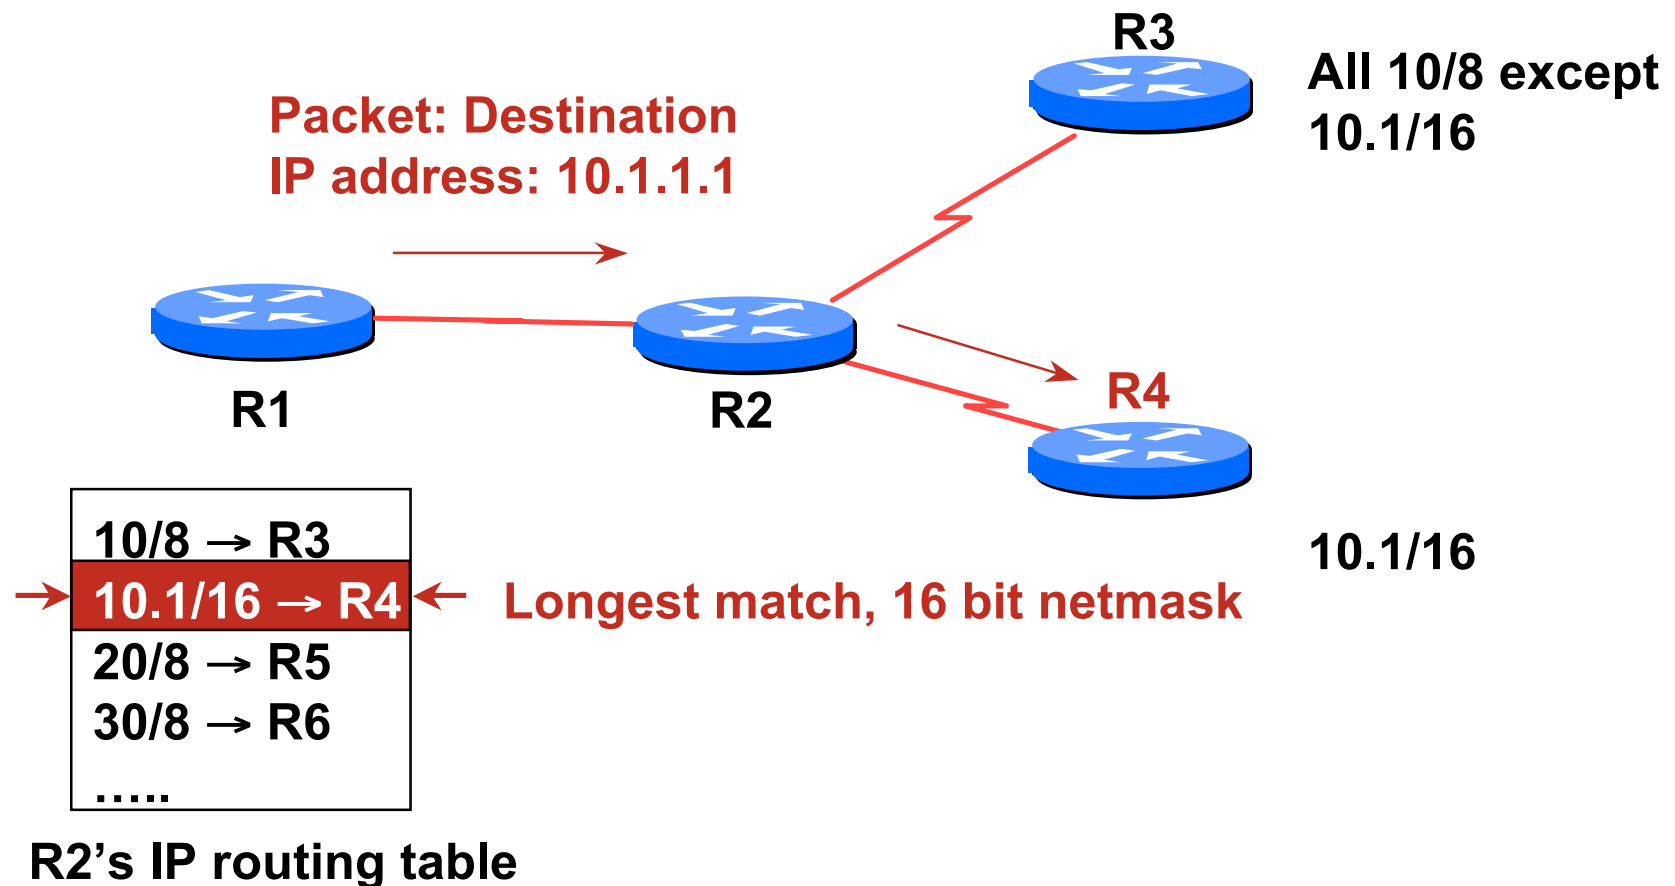 R3
All 10/8 except
10.1/16
Packet: Destination
IP address: 10.1.1.1
R1
R2
R4
10.1/16
10/8 → R3
10.1/16 → R4
Longest match, 16 bit netmask
20/8 → R5
30/8 → R6
…..
R2’s IP routing table